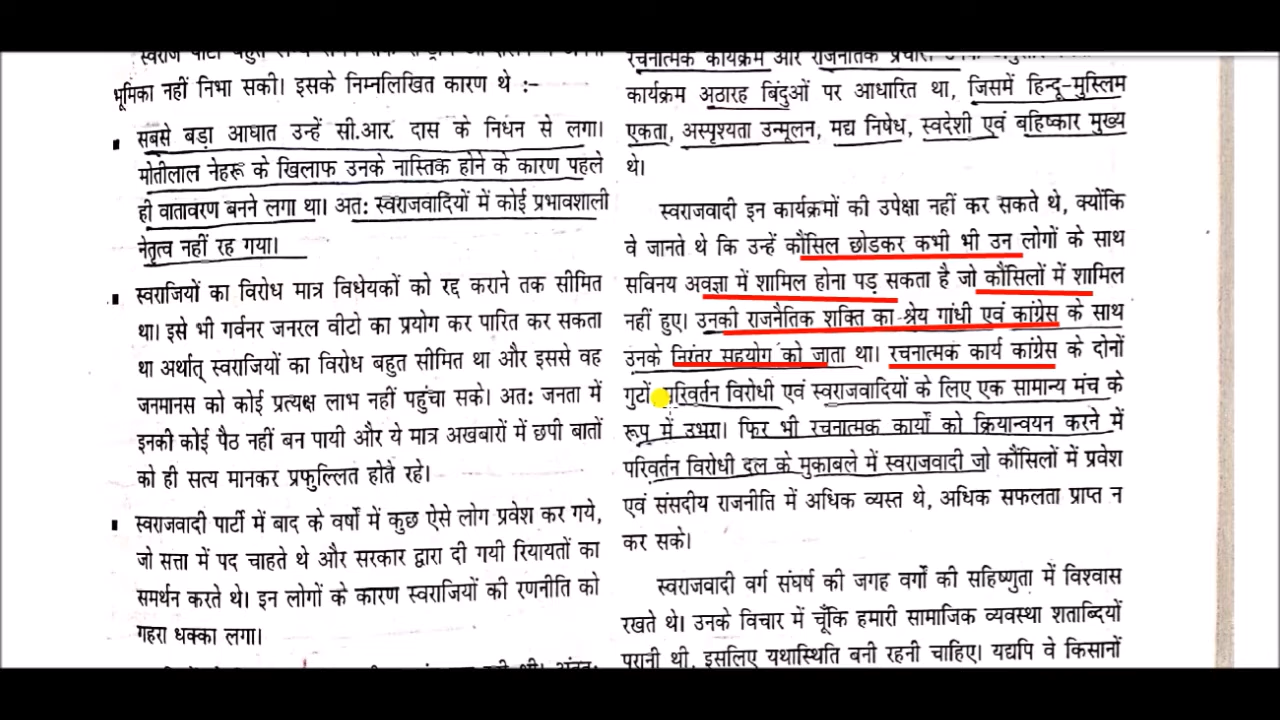 भूमिका नहीं निभा सकी। इसके निम्नलिखित कारण थे :-
▪ सबसे बड़ा आघात उन्हें सी.आर. दास के निधन से लगा।
मोतीलाल नेहरू के खिलाफ उनके नास्तिक होने के कारण पहले
ही वातावरण बनने लगा था। अतः स्वराजवादियों में कोई प्रभावशाली
नेतृत्व नहीं रह गया।
▪ स्वराजियों का विरोध मात्र विधेयकों को रद्द कराने तक सीमित
था। इसे भी गर्वनर जनरल वीटो का प्रयोग कर पारित कर सकता
था अर्थात् स्वराजियों का विरोध बहुत सीमित था और इससे वह
जनमानस को कोई प्रत्यक्ष लाभ नहीं पहुंचा सके। अतः जनता में
इनकी कोई पैठ नहीं बन पायी और ये मात्र अखबारों में छपी बातों
को ही सत्य मानकर प्रफुल्लित होते रहे।
▪ स्वराजवादी पार्टी में बाद के वर्षों में कुछ ऐसे लोग प्रवेश कर गये,
जो सत्ता में पद चाहते थे और सरकार द्वारा दी गयी रियायतों का
समर्थन करते थे। इन लोगों के कारण स्वराजियों की रणनीति को
गहरा धक्का लगा।
रचनात्मक कार्यक्रम और राजनैतिक प्रचार।
कार्यक्रम अठारह बिंदुओं पर आधारित था, जिसमें हिन्दू-मुस्लिम
एकता, अस्पृश्यता उन्मूलन, मद्य निषेध, स्वदेशी एवं बहिष्कार मुख्य
थे।
स्वराजवादी इन कार्यक्रमों की उपेक्षा नहीं कर सकते थे, क्योंकि
वे जानते थे कि उन्हें कौंसिल छोडकर कभी भी उन लोगों के साथ
सविनय अवज्ञा में शामिल होना पड़ सकता है जो कौंसिलों में शामिल
नहीं हुए। उनकी राजनैतिक शक्ति का श्रेय गांधी एवं कांग्रेस के साथ
उनके निरंतर सहयोग को जाता था। रचनात्मक कार्य कांग्रेस के दोनों
गुटों परिवर्तन विरोधी एवं स्वराजवादियों के लिए एक सामान्य मंच के
रूप में उभरा। फिर भी रचनात्मक कार्यों को क्रियान्वयन करने में
परिवर्तन विरोधी दल के मुकाबले में स्वराजवादी जो कौंसिलों में प्रवेश
एवं संसदीय राजनीति में अधिक व्यस्त थे, अधिक सफलता प्राप्त न
कर सके।
स्वराजवादी वर्ग संघर्ष की जगह वर्गों की सहिष्णुता में विश्वास
रखते थे। उनके विचार में चूँकि हमारी सामाजिक व्यवस्था शताब्दियों
पुरानी थी, इसलिए यथास्थिति बनी रहनी चाहिए। यद्यपि वे किसानों